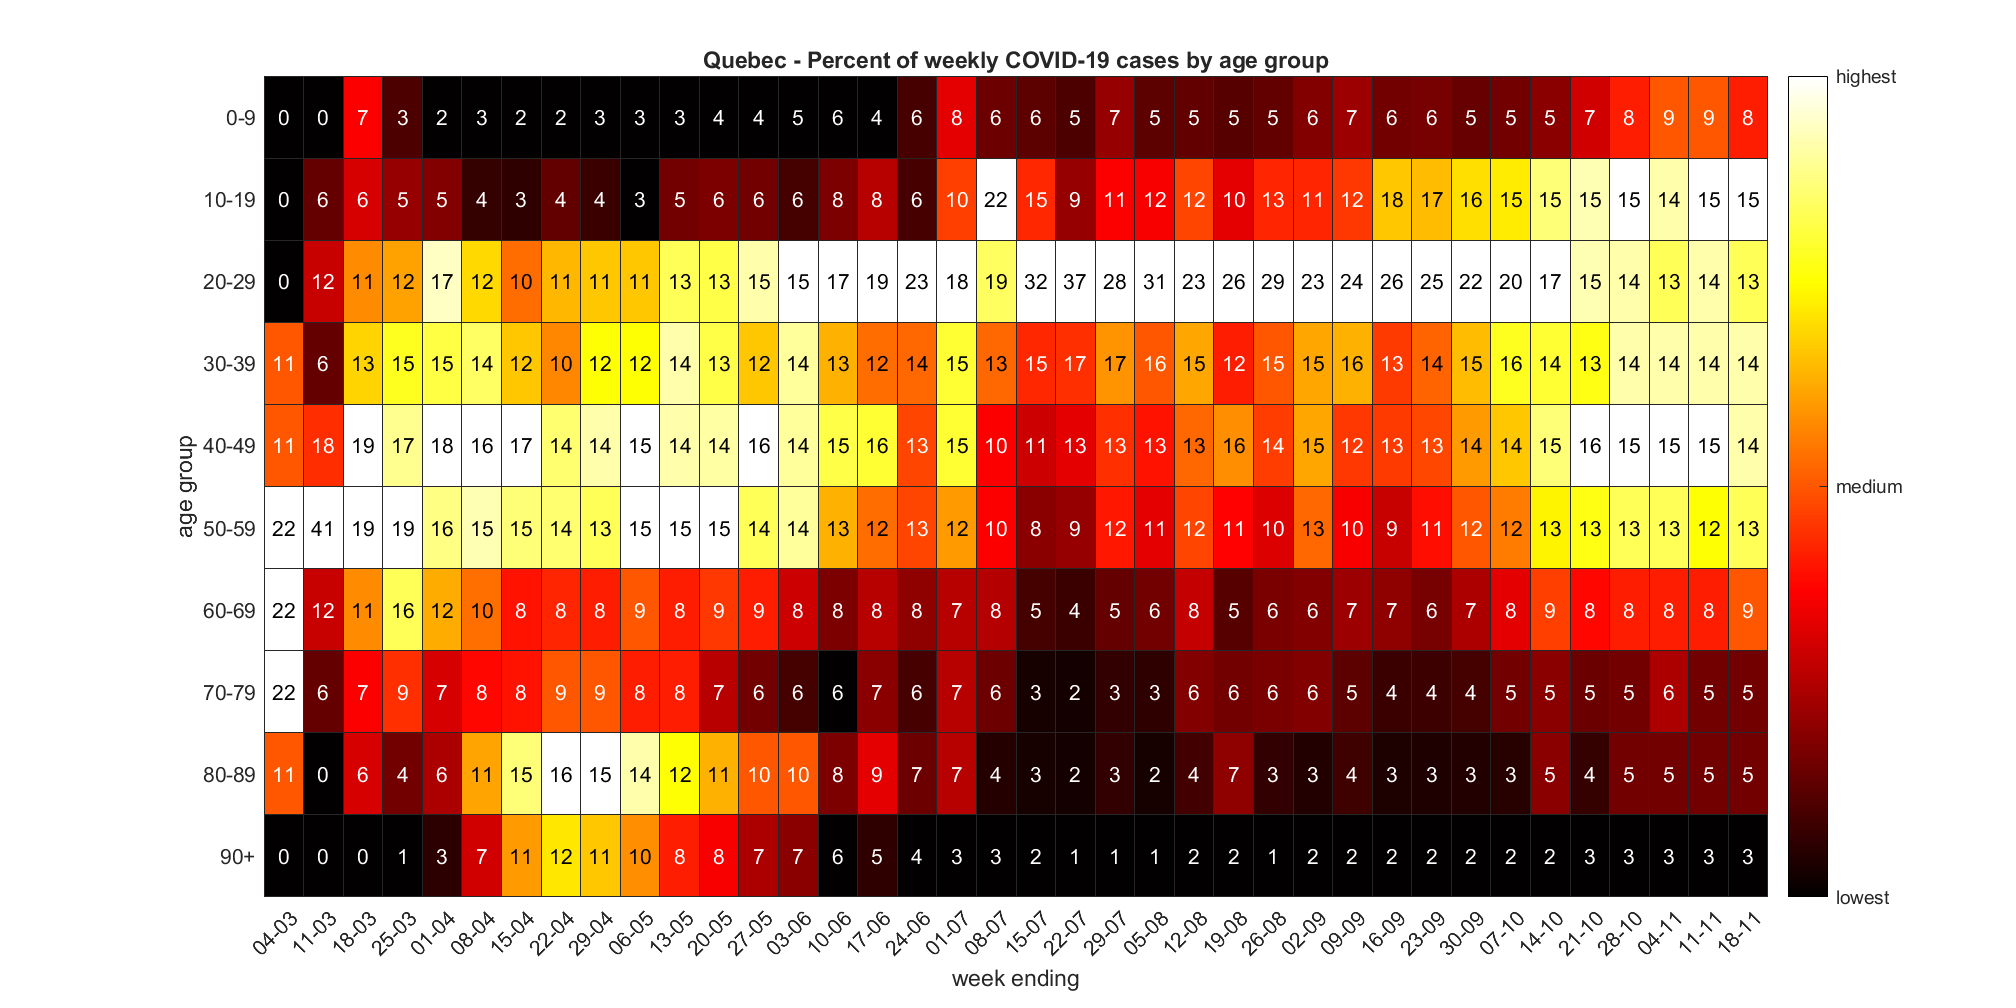 Quebec - Percent of weekly COVID-19 cases by age group
highest
0-9 0 0 7 3 2 3 2 2 3 3 3 4 4 5 6 4 6 8 6 6 5 7 5 5 5 5 6 7 6 6 5 5 5 7 8 9 9 8
10-19 0 6 6 5 5 4 3 4 4 3 5 6 6 6 8 8 6 10 22 15 9 11 12 12 10 13 11 12 18 17 16 15 15 15 15 14 15 15
20-29 0 12 11 12 17 12 10 11 11 11 13 13 15 15 17 19 23 18 19 32 37 28 31 23 26 29 23 24 26 25 22 20 17 15 14 13 14 13
30-39 11 6 13 15 15 14 12 10 12 12 14 13 12 14 13 12 14 15 13 15 17 17 16 15 12 15 15 16 13 14 15 16 14 13 14 14 14 14
40-49 11 18 19 17 18 16 17 14 14 15 14 14 16 14 15 16 13 15 10 11 13 13 13 13 16 14 15 12 13 13 14 14 15 16 15 15 15 14
medium
age group
50-59 22 41 19 19 16 15 15 14 13 15 15 15 14 14 13 12 13 12 10 8 9 12 11 12 11 10 13 10 9 11 12 12 13 13 13 13 12 13
60-69 22 12 11 16 12 10 8 8 8 9 8 9 9 8 8 8 8 7 8 5 4 5 6 8 5 6 6 7 7 6 7 8 9 8 8 8 8 9
70-79 22 6 7 9 7 8 8 9 9 8 8 7 6 6 6 7 6 7 6 3 2 3 3 6 6 6 6 5 4 4 4 5 5 5 5 6 5 5
80-89 11 0 6 4 6 11 15 16 15 14 12 11 10 10 8 9 7 7 4 3 2 3 2 4 7 3 3 4 3 3 3 3 5 4 5 5 5 5
90+ 0 0 0 1 3 7 11 12 11 10 8 8 7 7 6 5 4 3 3 2 1 1 1 2 2 1 2 2 2 2 2 2 2 3 3 3 3 3
lowest
04-03 11-03 18-03 25-03 01-04 08-04 15-04 22-04 29-04 06-05 13-05 20-05 27-05 03-06 10-06 17-06 24-06 01-07 08-07 15-07 22-07 29-07 05-08 12-08 19-08 26-08 02-09 09-09 16-09 23-09 30-09 07-10 14-10 21-10 28-10 04-11 11-11 18-11
week ending